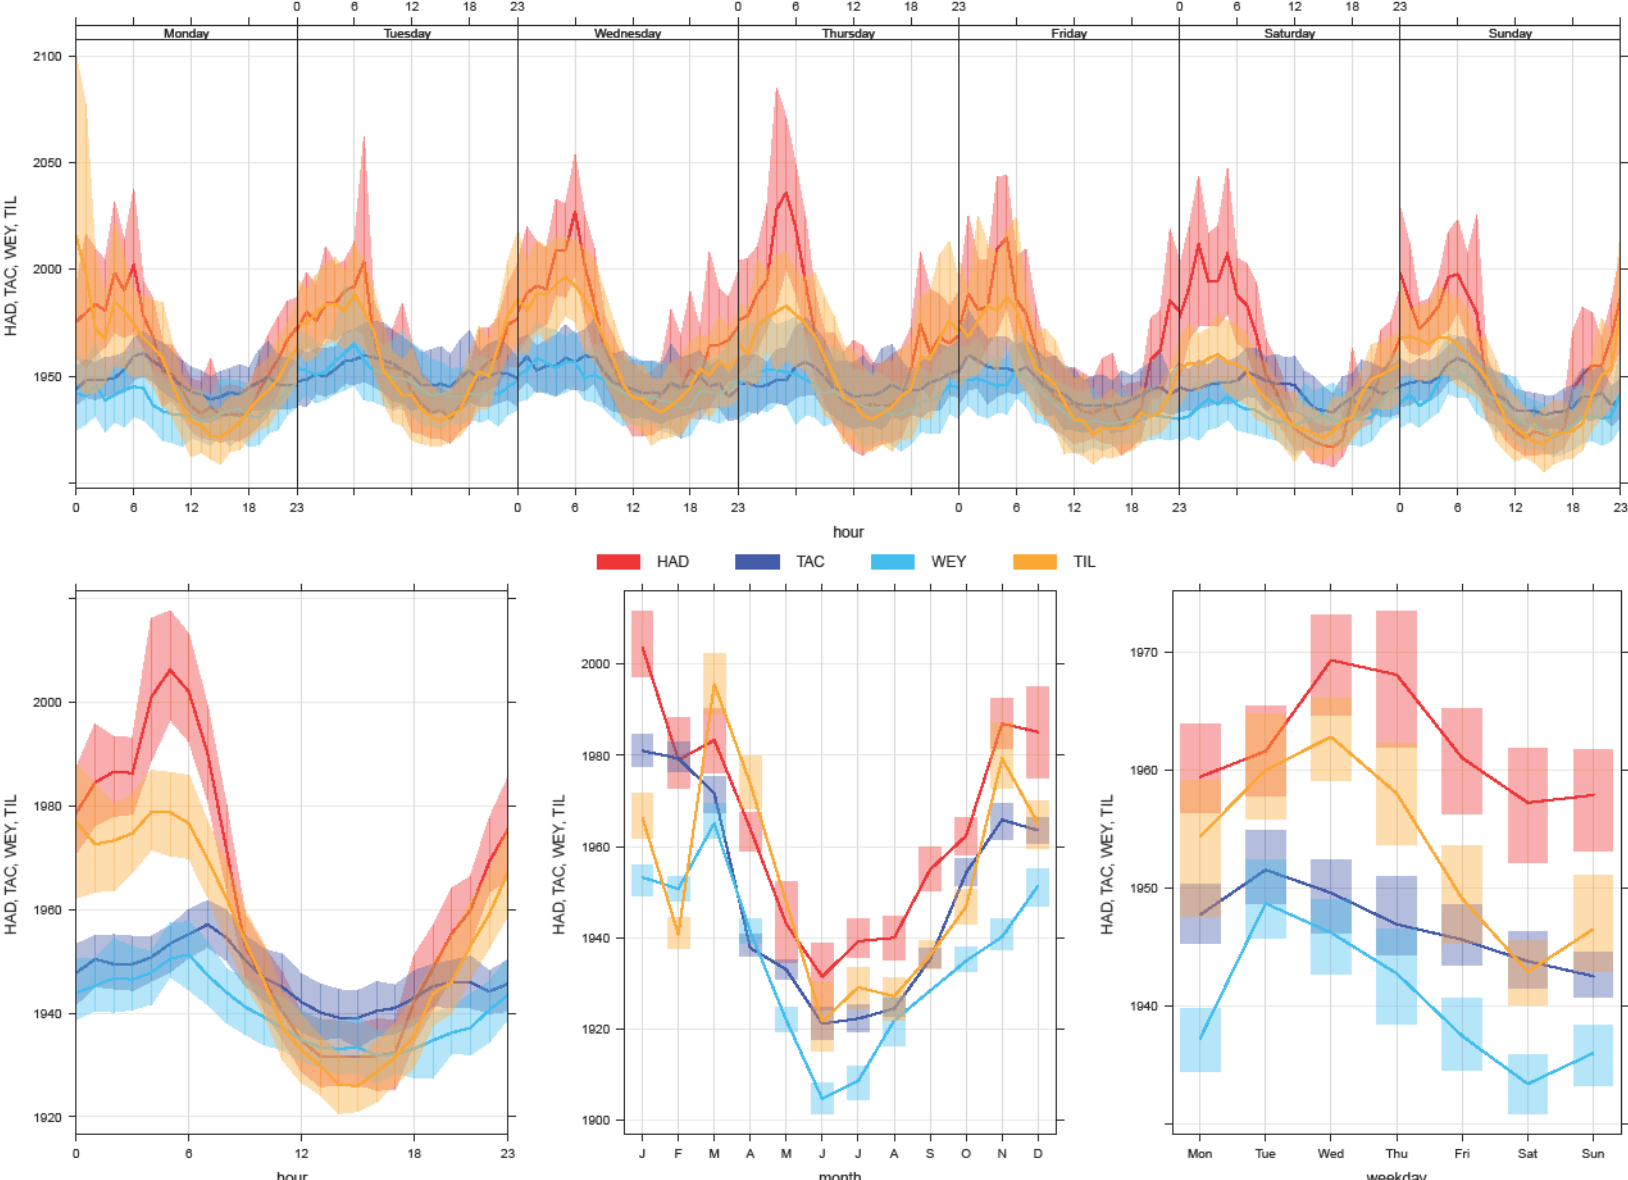 0 6 12 18 23 0 6 12 18 23 0 6 12 18 23
Monday Tuesday Wednesday Thursday Friday Saturday Sunday
2100
2050
2000
1950
HAD, TAC, WEY, TIL
0 6 12 18 23 0 6 12 18 23 0 6 12 18 23 0 6 12 18 23
hour
HAD TAC WEY TIL
2000
1980
1960
1940
1920
HAD, TAC, WEY, TIL
0 6 12 18 23
hour
2000
1980
1960
1940
1920
1900
HAD, TAC, WEY, TIL
J F M A M J J A S O N D
month
1970
1960
1950
1940
HAD, TAC, WEY, TIL
Mon Tue Wed Thu Fri Sat Sun
weekday